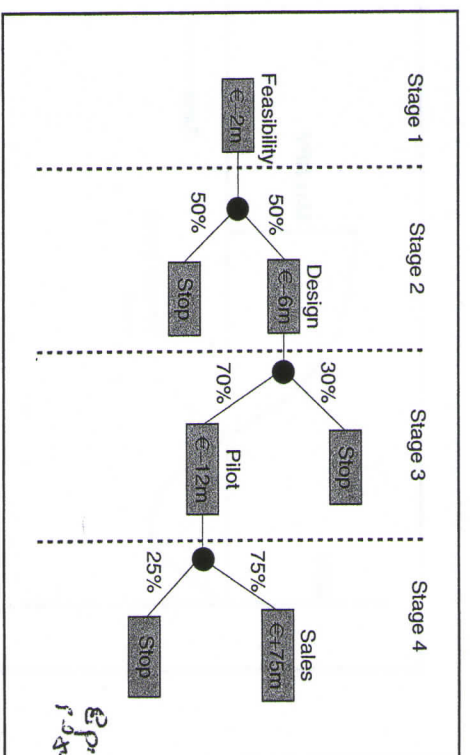 Stage 1
Stage 2
Stage 3
Stage 4
Feasibility
€–2m
50%
50%
Design
€–6m
Stop
30%
70%
Stop
Pilot
€–12m
75%
25%
Sales
€+75m
Stop